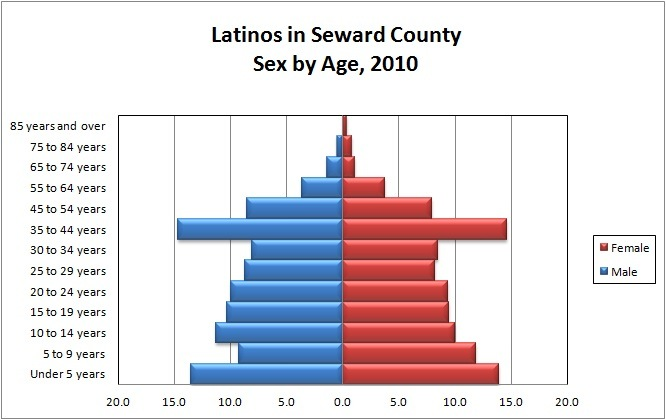 Latinos in Seward County
Sex by Age, 2010
85 years and over
75 to 84 years
65 to 74 years
55 to 64 years
45 to 54 years
35 to 44 years
30 to 34 years
25 to 29 years
20 to 24 years
15 to 19 years
10 to 14 years
5 to 9 years
Under 5 years
20.0 15.0 10.0 5.0 0.0 5.0 10.0 15.0 20.0
Female
Male